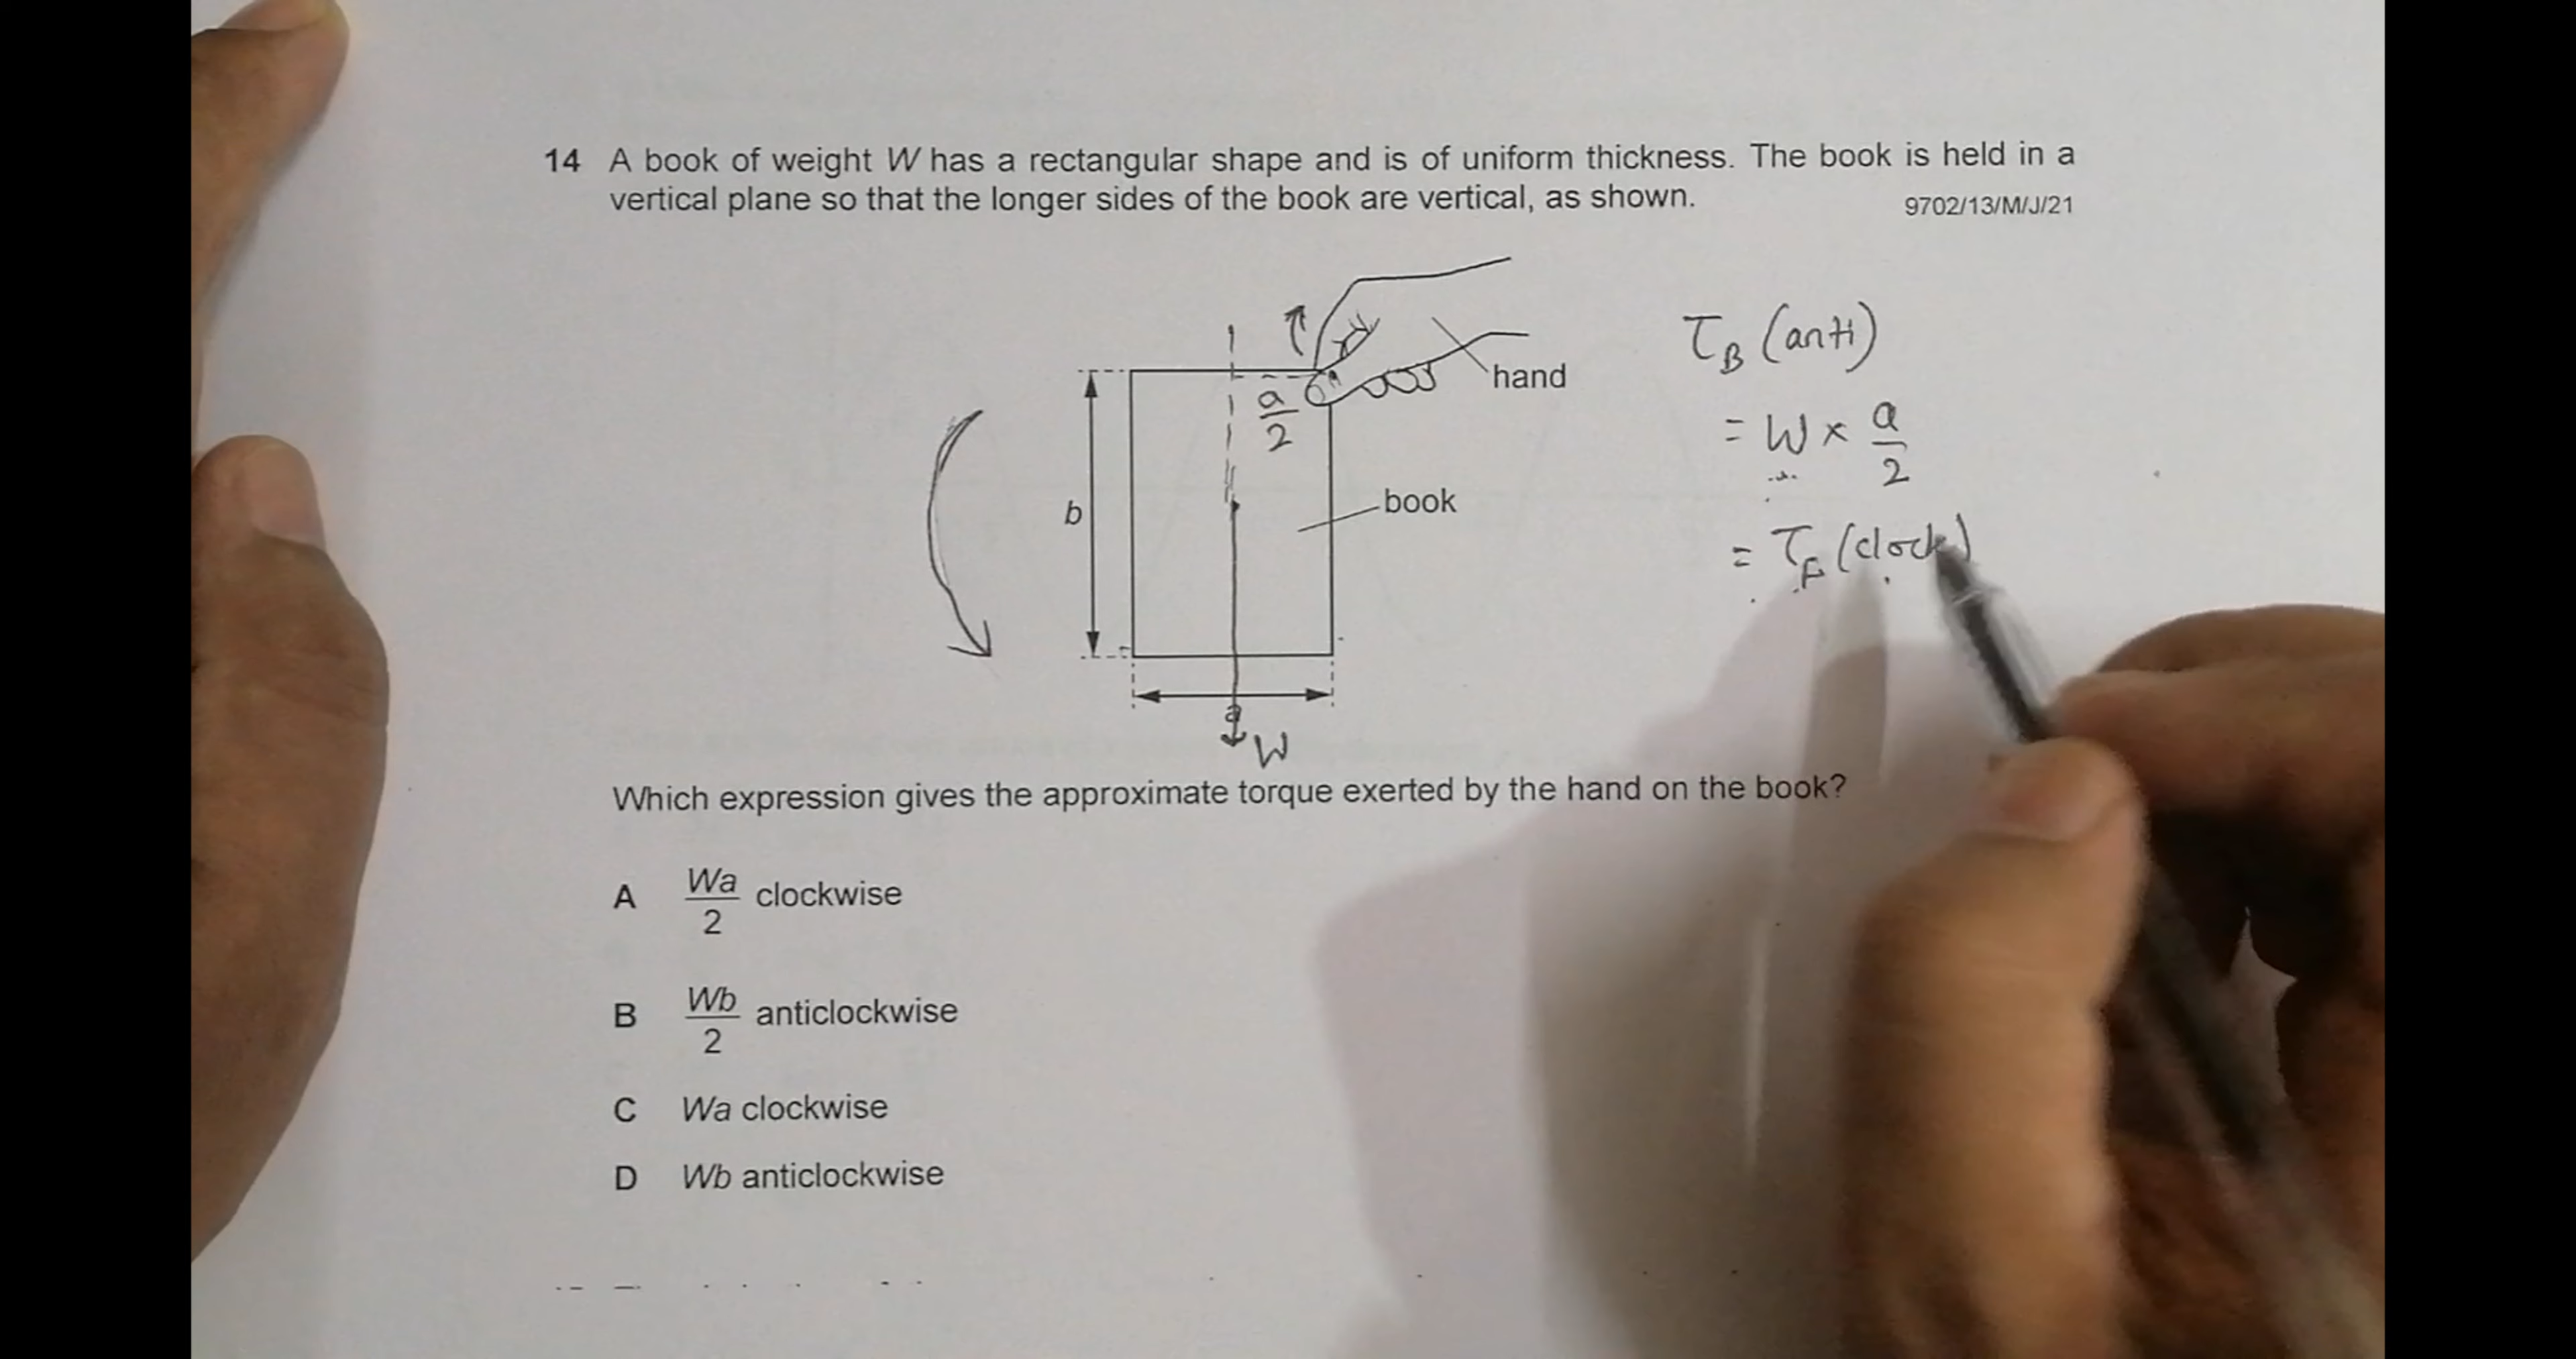 14 A book of weight W has a rectangular shape and is of uniform thickness. The book is held in a
vertical plane so that the longer sides of the book are vertical, as shown.
9702/13/M/J/21
hand
a/2
book
b
a
W
τ_B (anti)
= W × a/2
= τ_F (clock)
Which expression gives the approximate torque exerted by the hand on the book?
A Wa/2 clockwise
B Wb/2 anticlockwise
C Wa clockwise
D Wb anticlockwise